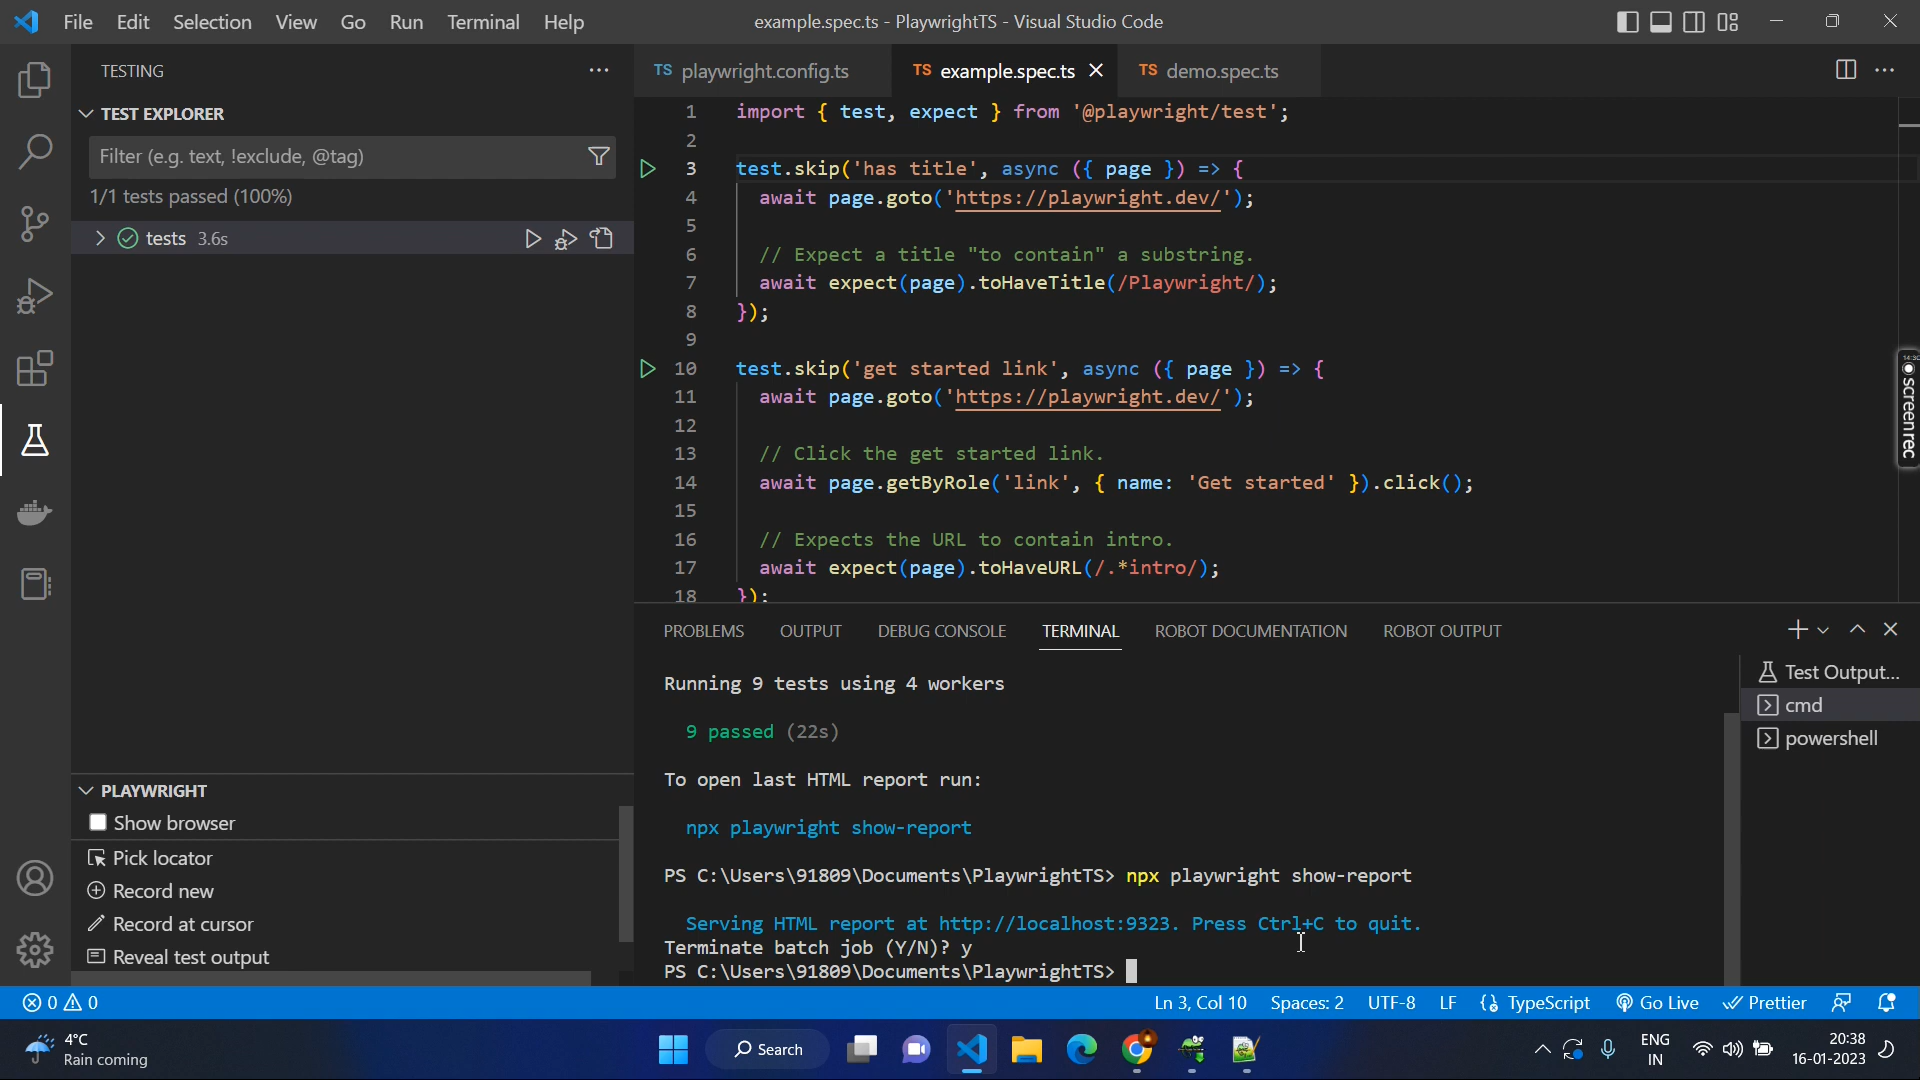 File Edit Selection View Go Run Terminal Help
example.spec.ts - PlaywrightTS - Visual Studio Code
TESTING
TEST EXPLORER
Filter (e.g. text, !exclude, @tag)
1/1 tests passed (100%)
tests 3.6s
PLAYWRIGHT
Show browser
Pick locator
Record new
Record at cursor
Reveal test output
TS playwright.config.ts
TS example.spec.ts
TS demo.spec.ts
1 import { test, expect } from '@playwright/test';
2
3 test.skip('has title', async ({ page }) => {
4 await page.goto('https://playwright.dev/');
5
6 // Expect a title "to contain" a substring.
7 await expect(page).toHaveTitle(/Playwright/);
8 });
9
10 test.skip('get started link', async ({ page }) => {
11 await page.goto('https://playwright.dev/');
12
13 // Click the get started link.
14 await page.getByRole('link', { name: 'Get started' }).click();
15
16 // Expects the URL to contain intro.
17 await expect(page).toHaveURL(/.*intro/);
18 });
screenrec
PROBLEMS OUTPUT DEBUG CONSOLE TERMINAL ROBOT DOCUMENTATION ROBOT OUTPUT
Running 9 tests using 4 workers
9 passed (22s)
To open last HTML report run:
npx playwright show-report
PS C:\Users\91809\Documents\PlaywrightTS> npx playwright show-report
Serving HTML report at http://localhost:9323. Press Ctrl+C to quit.
Terminate batch job (Y/N)? y
PS C:\Users\91809\Documents\PlaywrightTS>
Test Output...
cmd
powershell
0 0
Ln 3, Col 10 Spaces: 2 UTF-8 LF TypeScript Go Live Prettier
4°C
Rain coming
Search
ENG
IN
20:38
16-01-2023